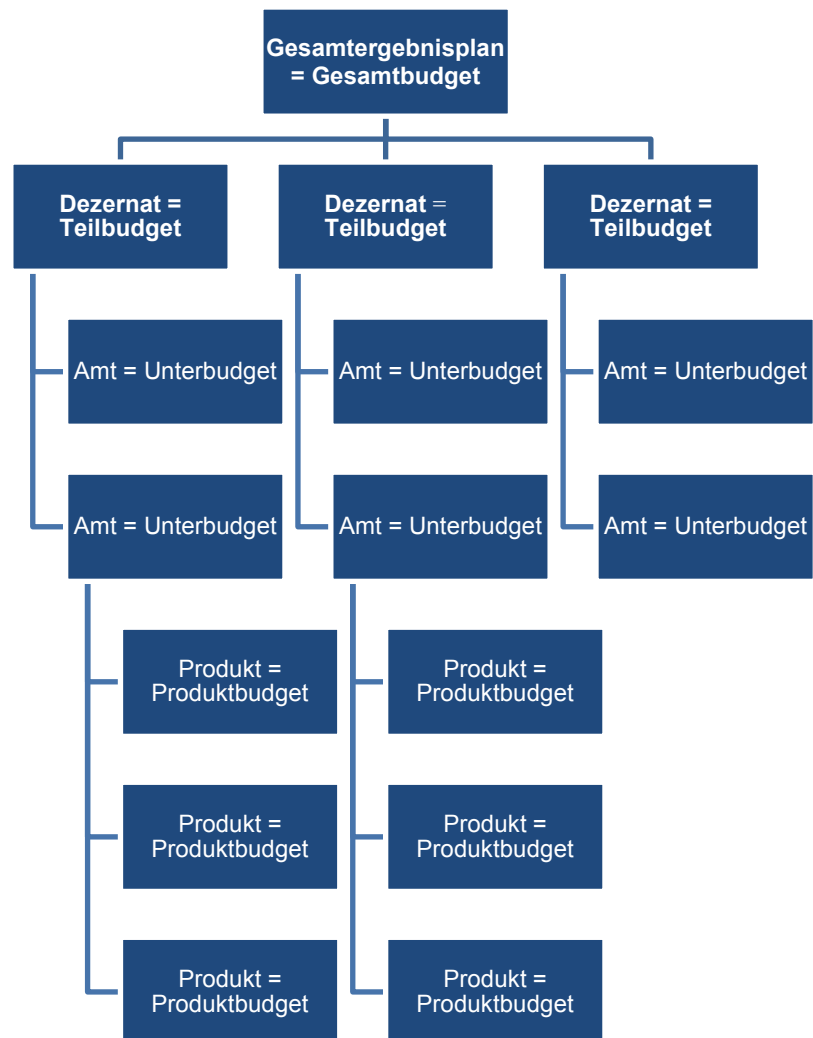 Gesamtergebnisplan
= Gesamtbudget
Dezernat =
Teilbudget
Dezernat =
Teilbudget
Dezernat =
Teilbudget
Amt = Unterbudget
Amt = Unterbudget
Amt = Unterbudget
Amt = Unterbudget
Amt = Unterbudget
Amt = Unterbudget
Produkt =
Produktbudget
Produkt =
Produktbudget
Produkt =
Produktbudget
Produkt =
Produktbudget
Produkt =
Produktbudget
Produkt =
Produktbudget